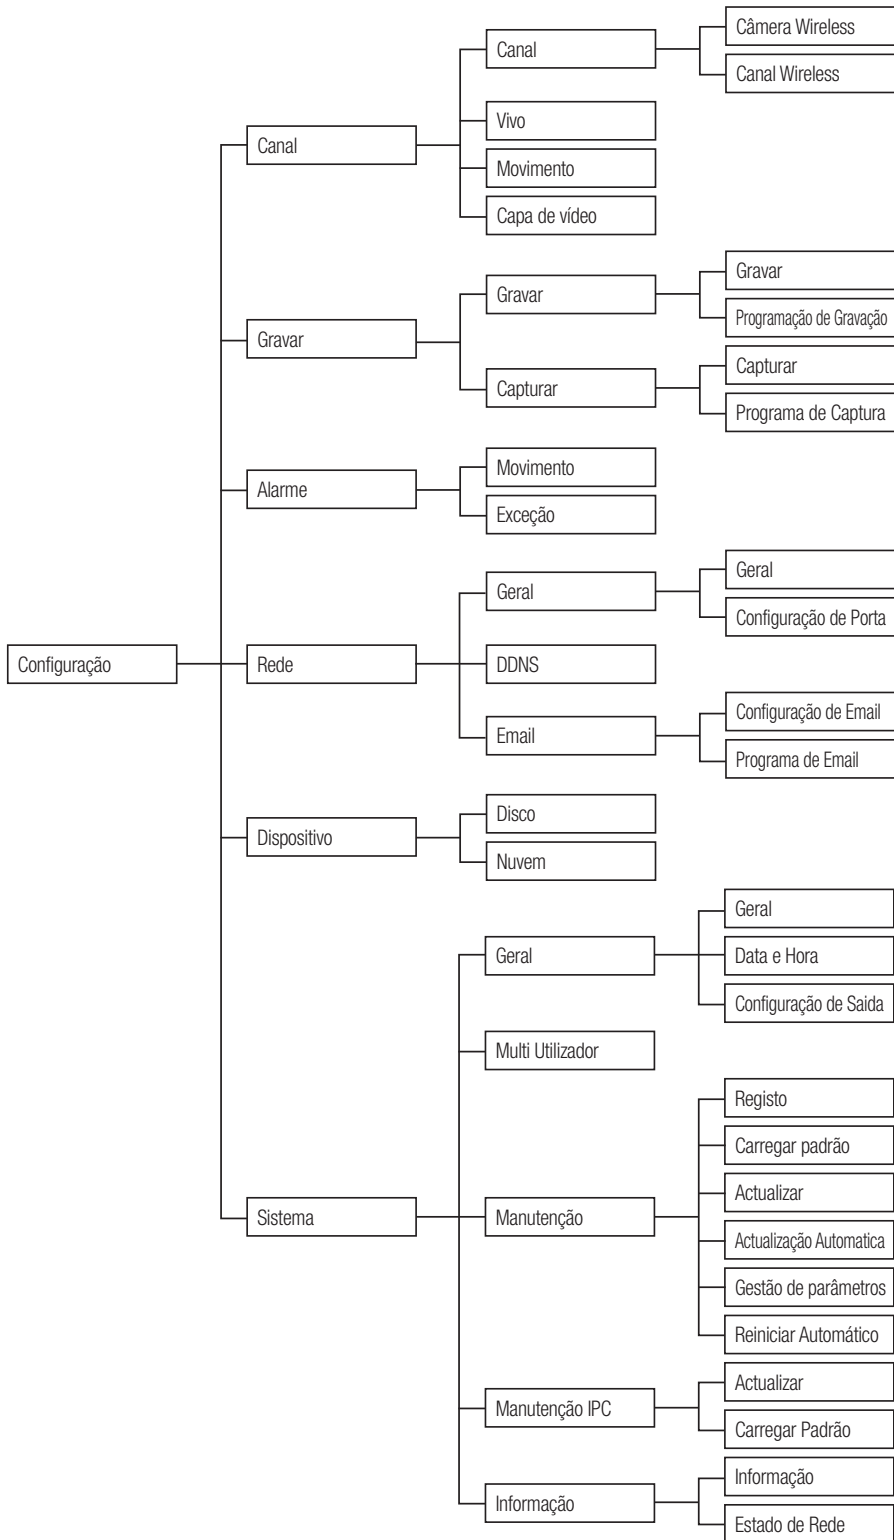 Câmera Wireless
Canal
Canal Wireless
Vivo
Canal
Movimento
Capa de vídeo
Gravar
Gravar
Programação de Gravação
Gravar
Capturar
Capturar
Programa de Captura
Movimento
Alarme
Exceção
Geral
Geral
Configuração de Porta
Configuração
Rede
DDNS
Configuração de Email
Email
Programa de Email
Disco
Dispositivo
Nuvem
Geral
Geral
Data e Hora
Configuração de Saida
Multi Utilizador
Registo
Carregar padrão
Actualizar
Sistema
Manutenção
Actualização Automatica
Gestão de parâmetros
Reiniciar Automático
Actualizar
Manutenção IPC
Carregar Padrão
Informação
Informação
Estado de Rede